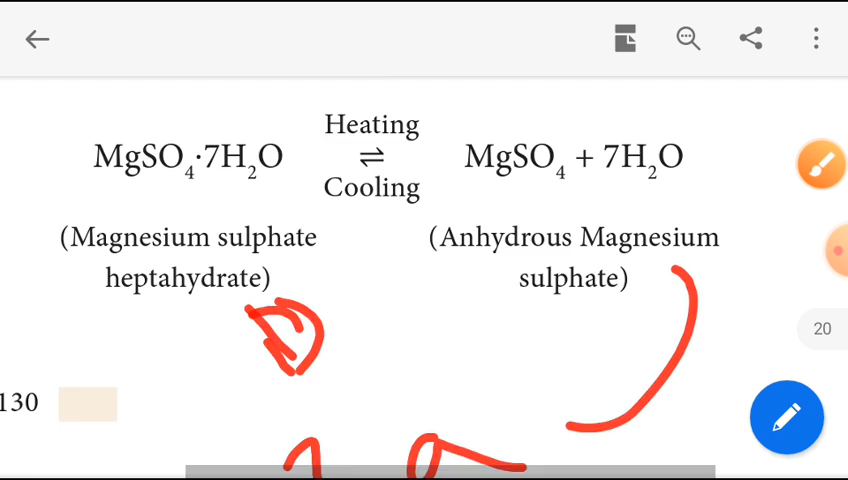 Heating
MgSO₄·7H₂O ⇌ MgSO₄ + 7H₂O
Cooling
(Magnesium sulphate (Anhydrous Magnesium
heptahydrate) sulphate)
20
130